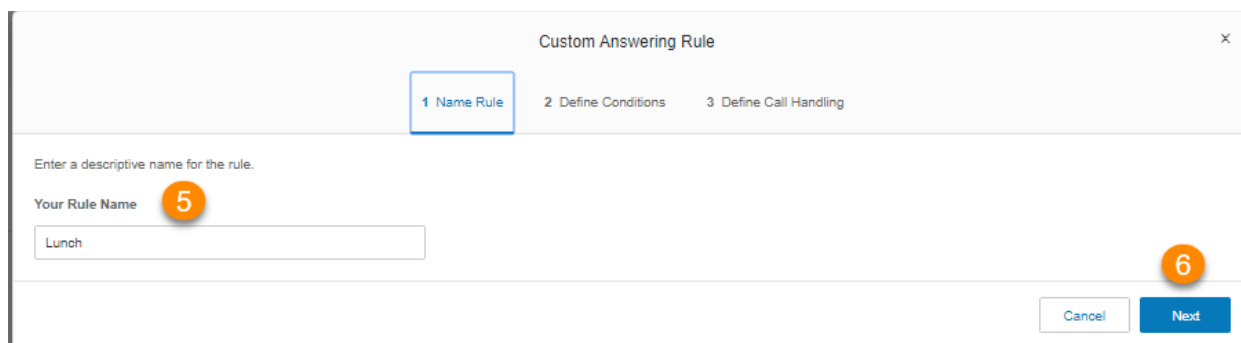 Custom Answering Rule ×
1 Name Rule 2 Define Conditions 3 Define Call Handling
Enter a descriptive name for the rule.
Your Rule Name 5
Lunch
6
Cancel Next